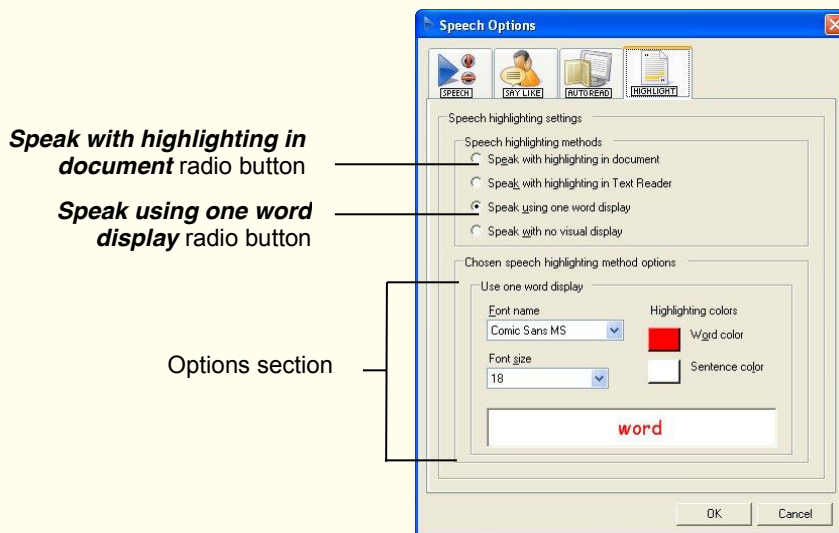 Speech Options
SPEECH
SAY LIKE
AUTOREAD
HIGHLIGHT
Speech highlighting settings
Speech highlighting methods
Speak with highlighting in document
Speak with highlighting in Text Reader
Speak using one word display
Speak with no visual display
Chosen speech highlighting method options
Use one word display
Font name
Highlighting colors
Comic Sans MS
Word color
Font size
Sentence color
18
word
OK
Cancel
Speak with highlighting in
document radio button
Speak using one word
display radio button
Options section